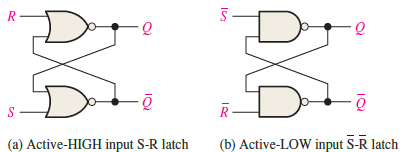 R
Q
S
Q̅
(a) Active-HIGH input S-R latch
S̅
Q
R̅
Q̅
(b) Active-LOW input S̅-R̅ latch